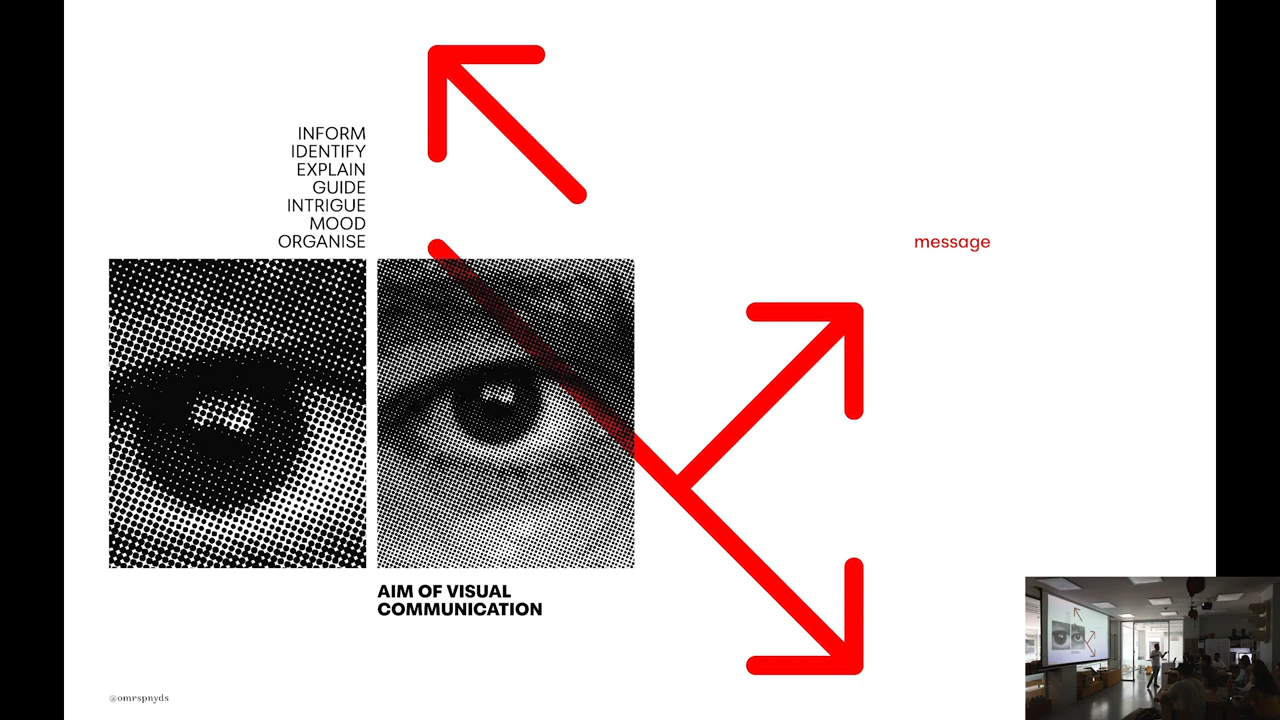 INFORM
IDENTIFY
EXPLAIN
GUIDE
INTRIGUE
MOOD
ORGANISE
message
AIM OF VISUAL
COMMUNICATION
@omrspnyds